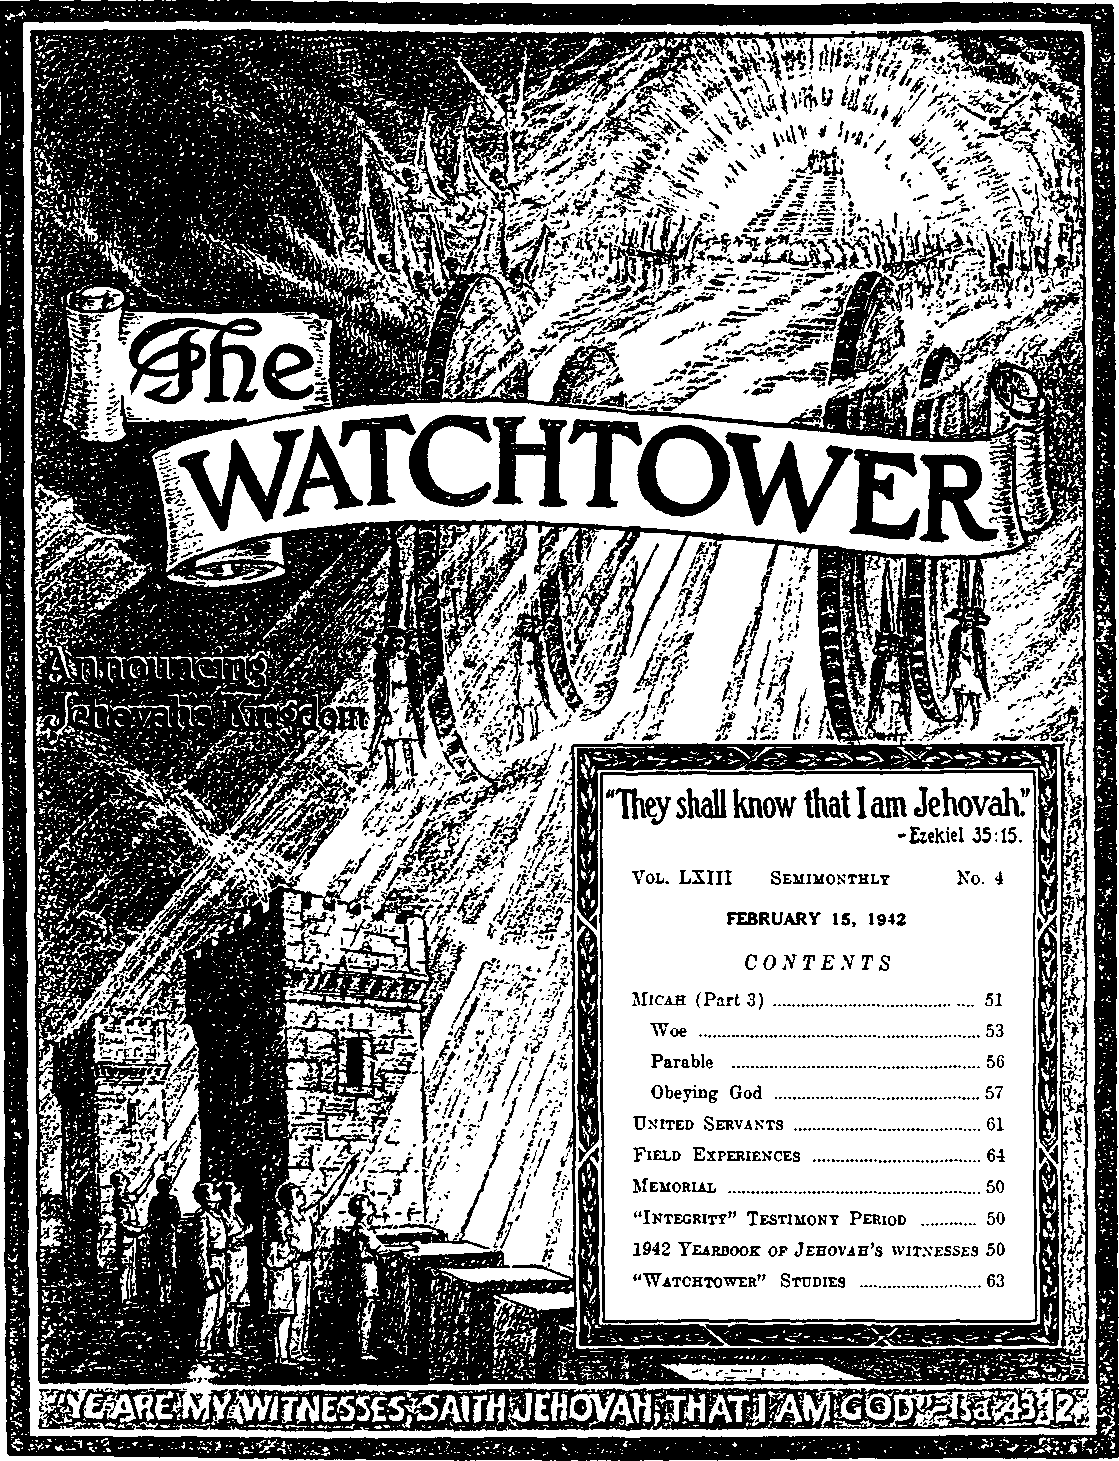 The
WATCHTOWER
Announcing
Jehovah's Kingdom
"They shall know that I am Jehovah."
-Ezekiel 35:15.
VOL. LXIII SEMIMONTHLY No. 4
FEBRUARY 15, 1942
CONTENTS
MICAH (Part 3) ........................................ 51
Woe ........................................ 53
Parable ........................................ 56
Obeying God ........................................ 57
UNITED SERVANTS ........................................ 61
FIELD EXPERIENCES ........................................ 64
MEMORIAL ........................................ 50
"INTEGRITY" TESTIMONY PERIOD ........... 50
1942 YEARBOOK OF JEHOVAH'S WITNESSES 50
"WATCHTOWER" STUDIES ........................ 63
"YE ARE MY WITNESSES, SAITH JEHOVAH, THAT I AM GOD"-Isa. 43:12